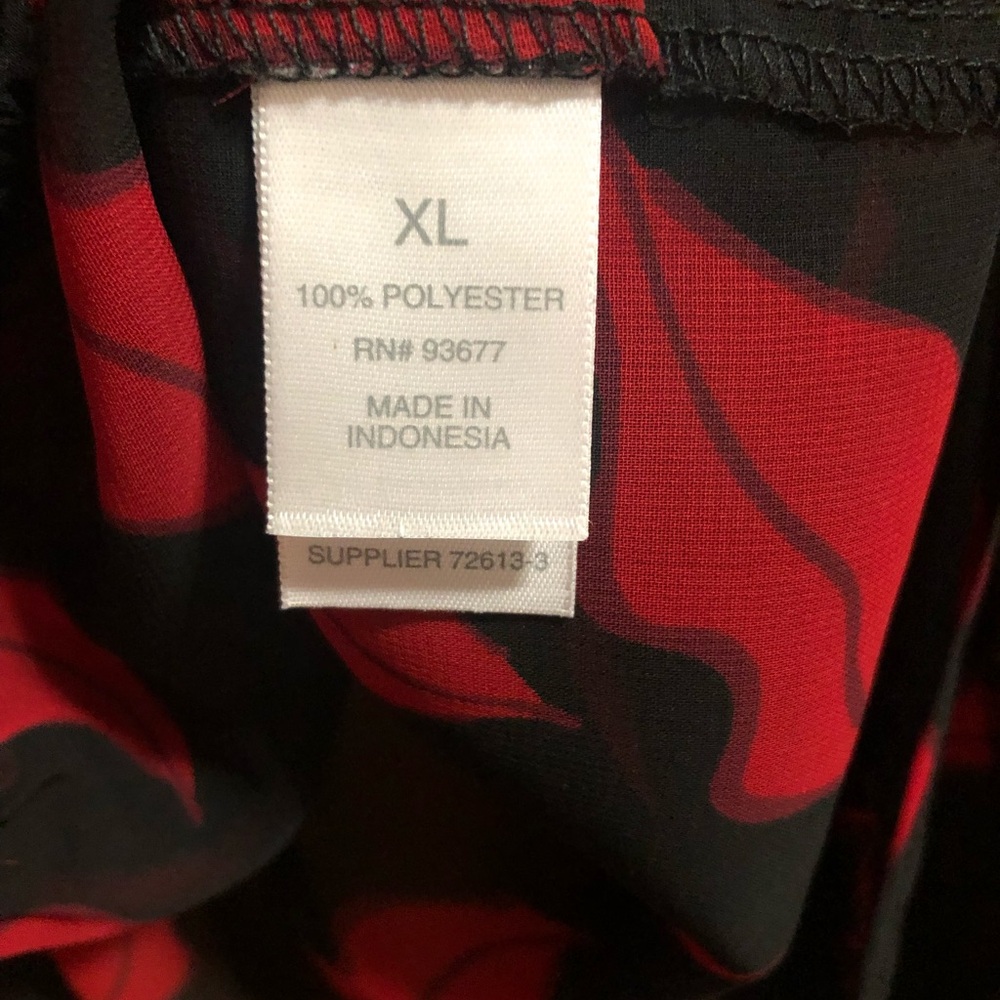 XL
100% POLYESTER
RN# 93677
MADE IN
INDONESIA
SUPPLIER 72613-3